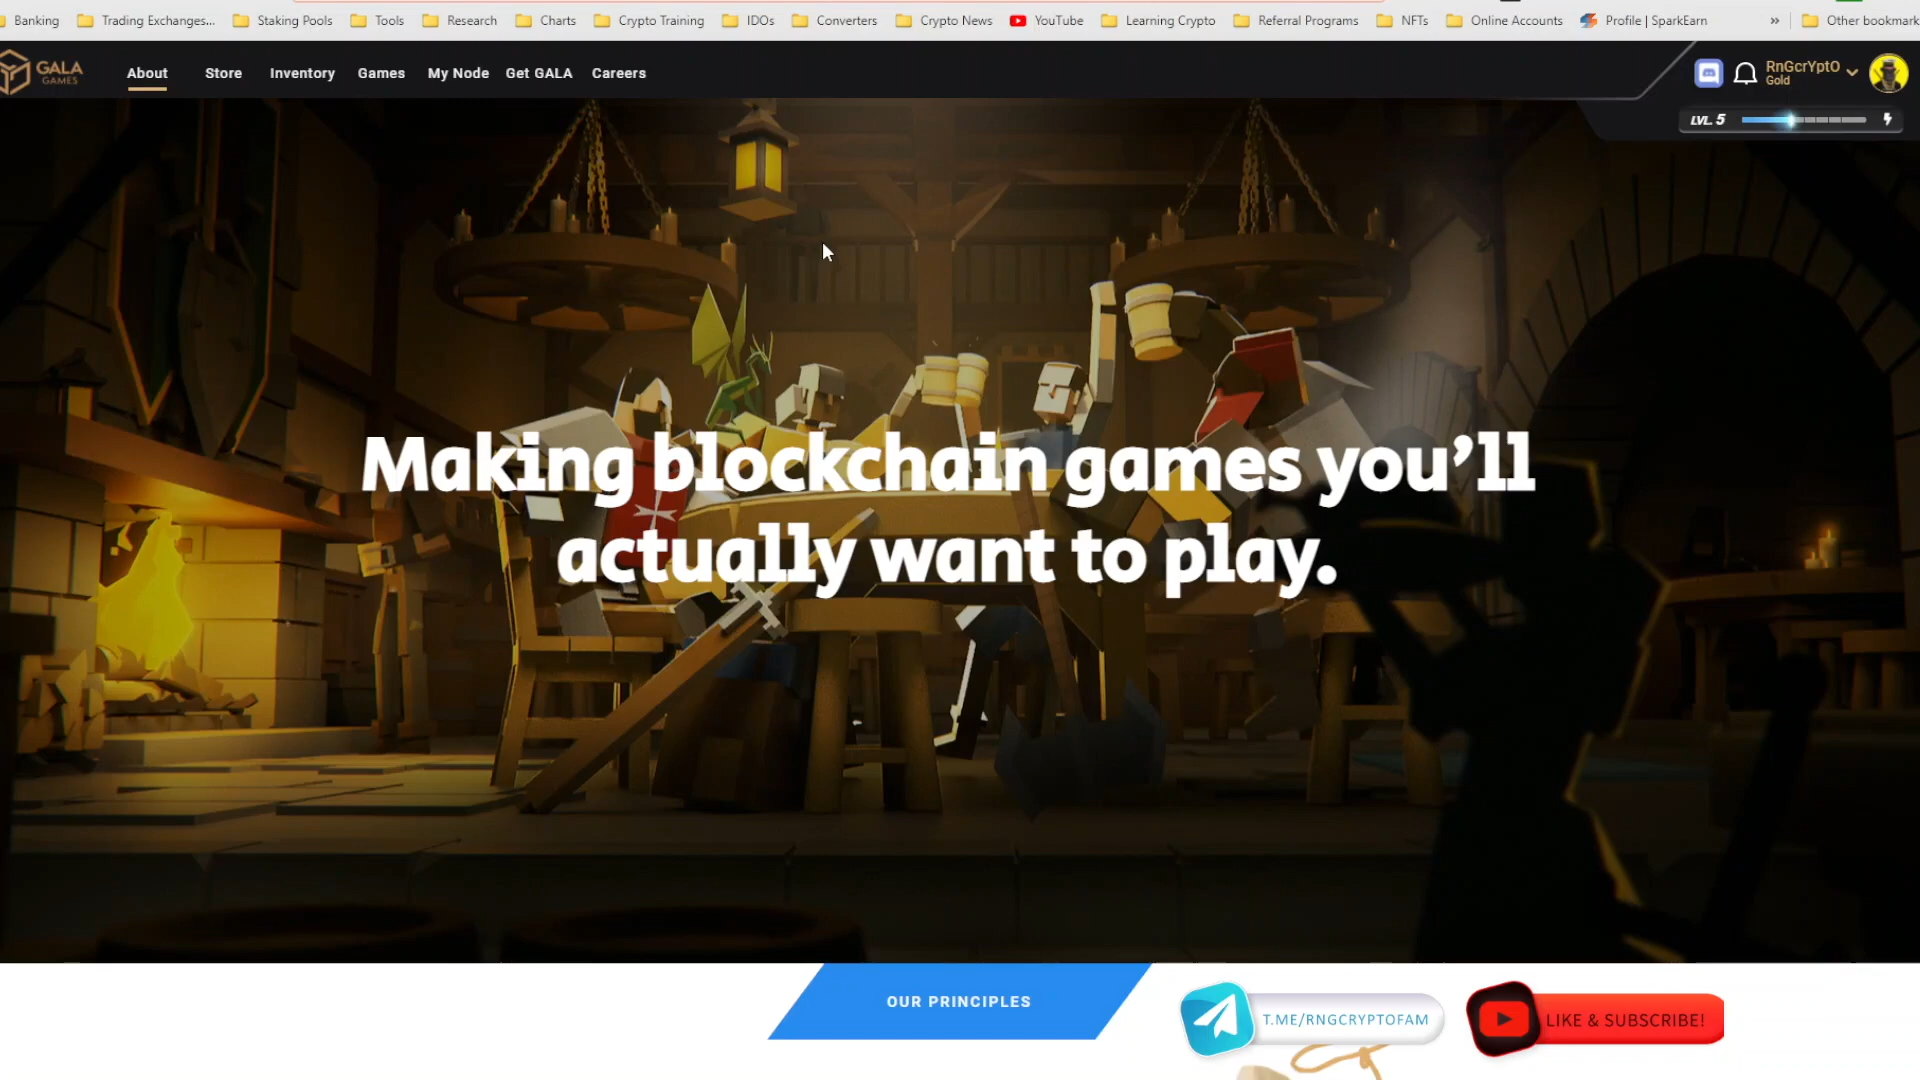 Banking Trading Exchanges... Staking Pools Tools Research Charts Crypto Training IDOs Converters Crypto News YouTube Learning Crypto Referral Programs NFTs Online Accounts Profile | SparkEarn » Other bookmark
GALA
GAMES
About Store Inventory Games My Node Get GALA Careers
RnGcrYptO
Gold
LVL. 5
Making blockchain games you'll
actually want to play.
OUR PRINCIPLES
T.ME/RNGCRYPTOFAM
LIKE & SUBSCRIBE!